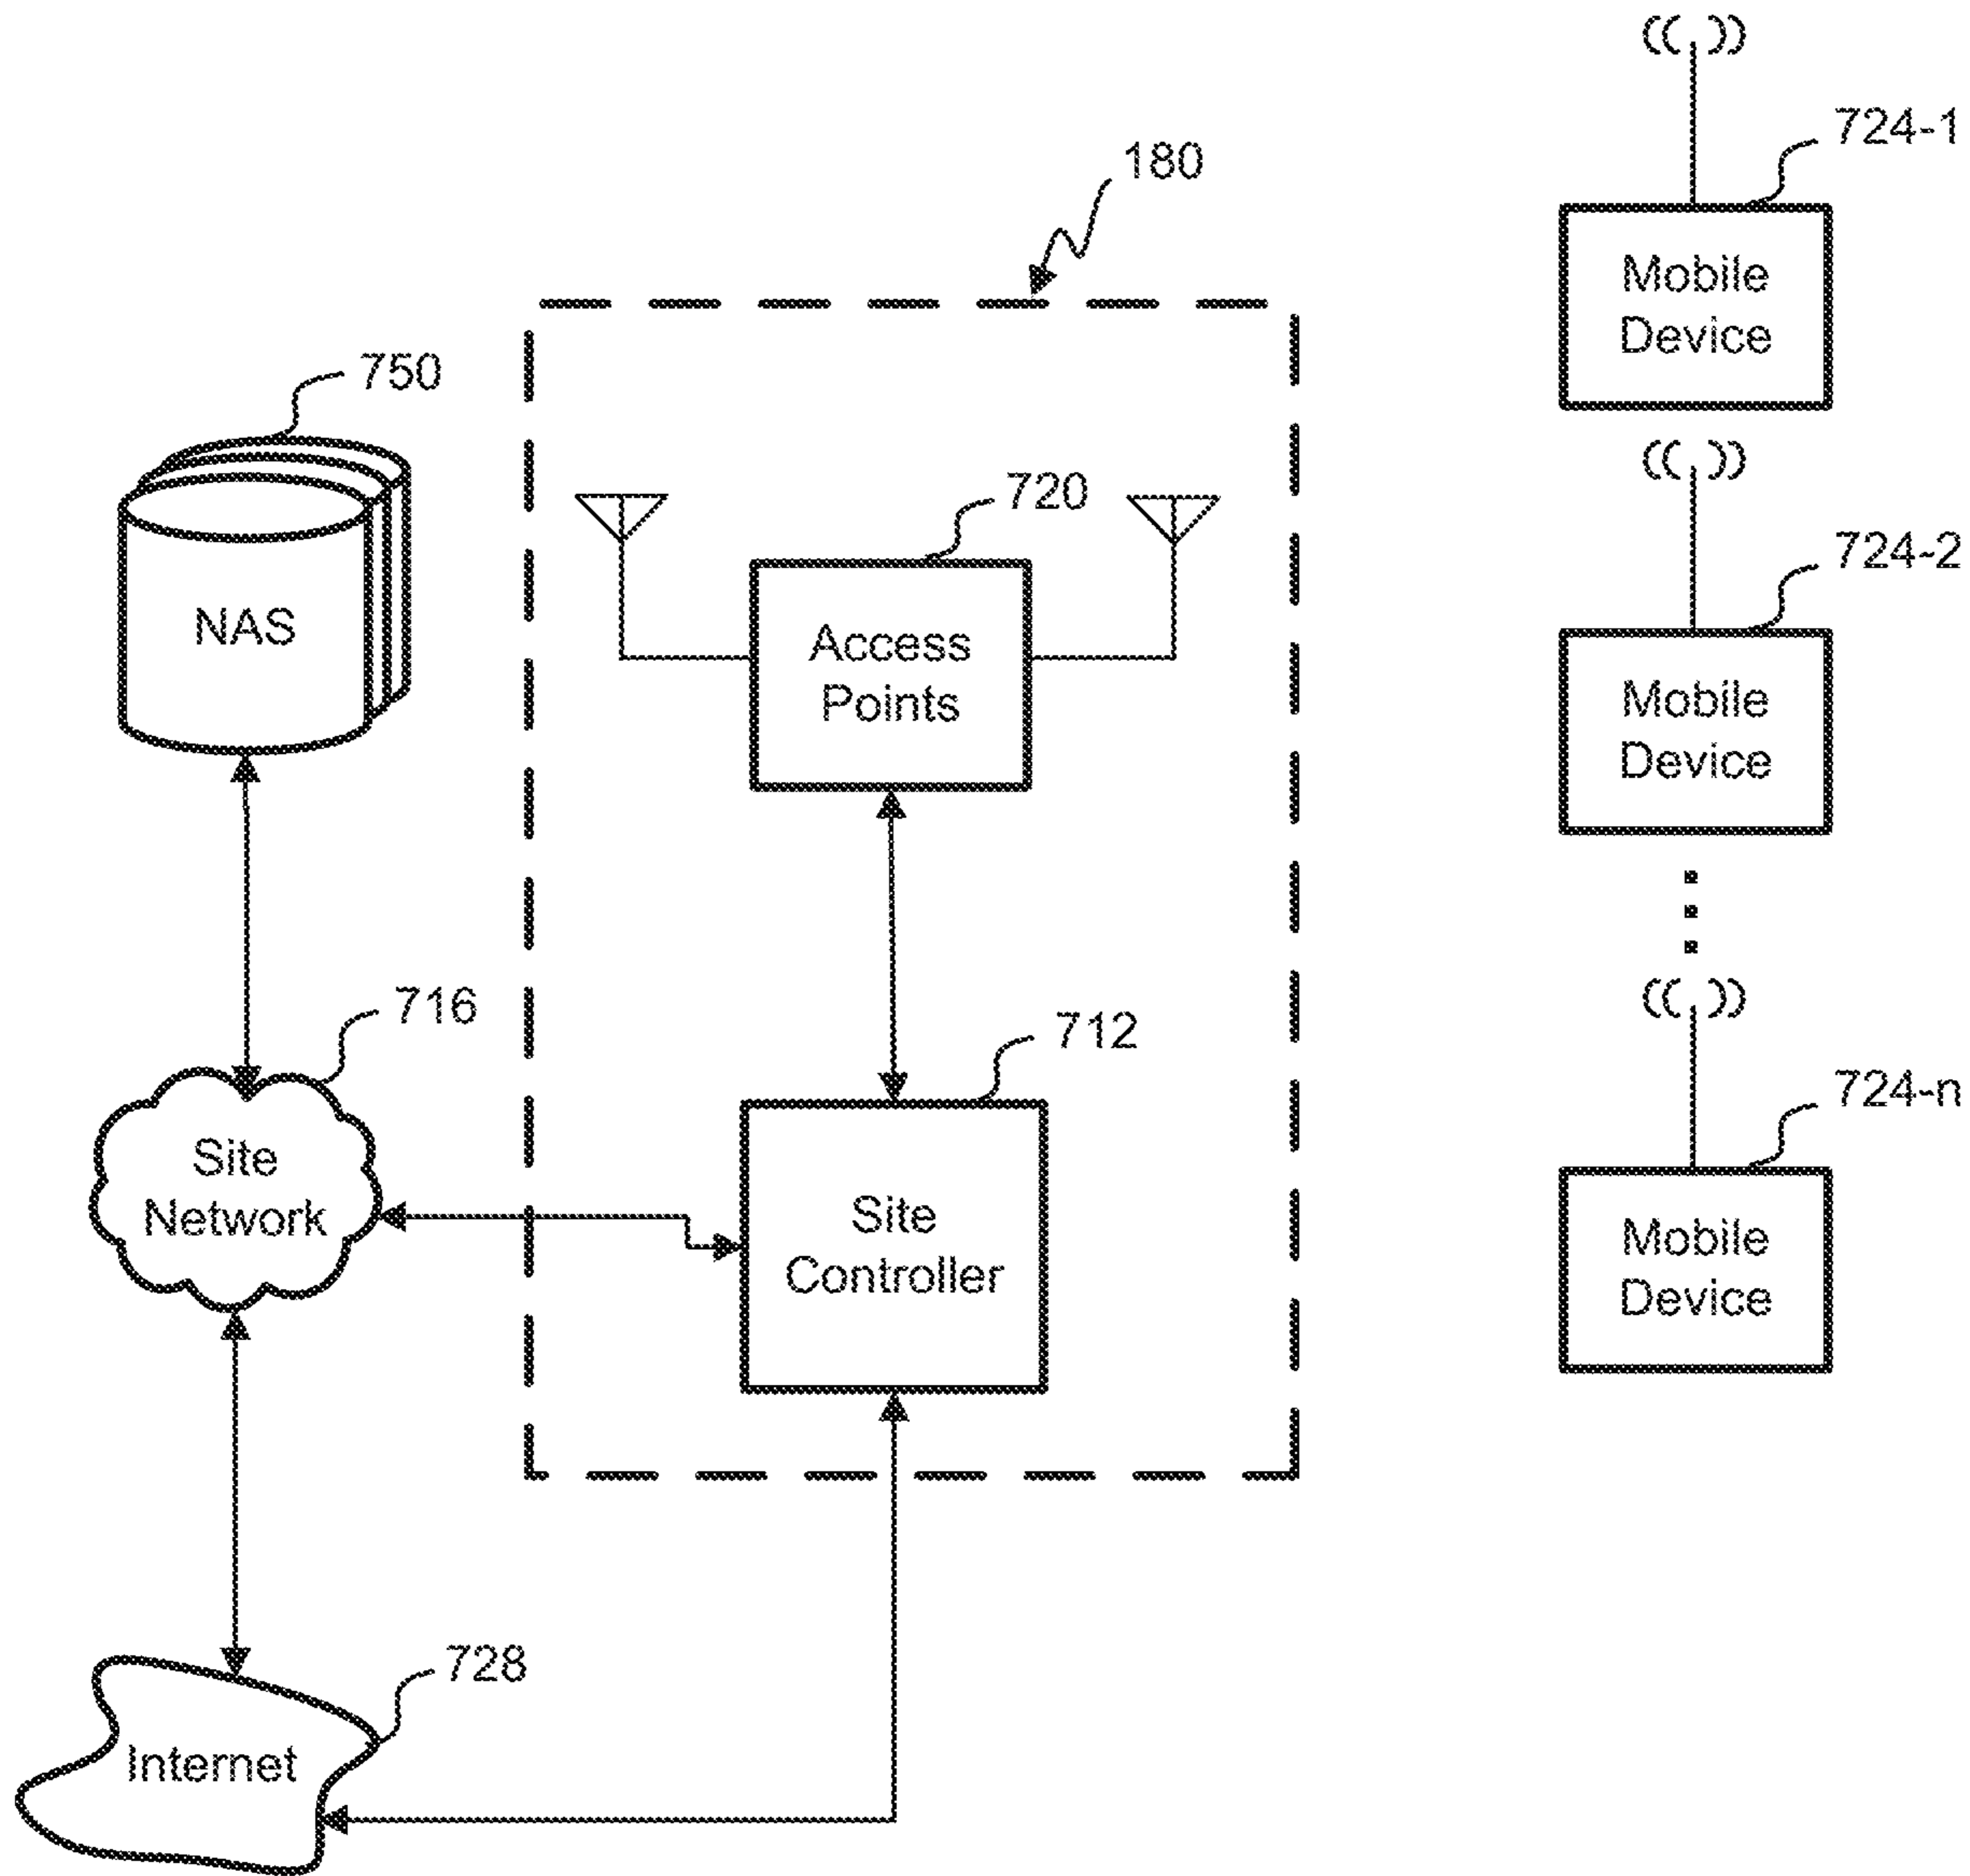 724-1
180
Mobile
Device
750
720
724-2
NAS
Access
Points
Mobile
Device
716
712
724-n
Site
Network
Site
Controller
Mobile
Device
728
Internet